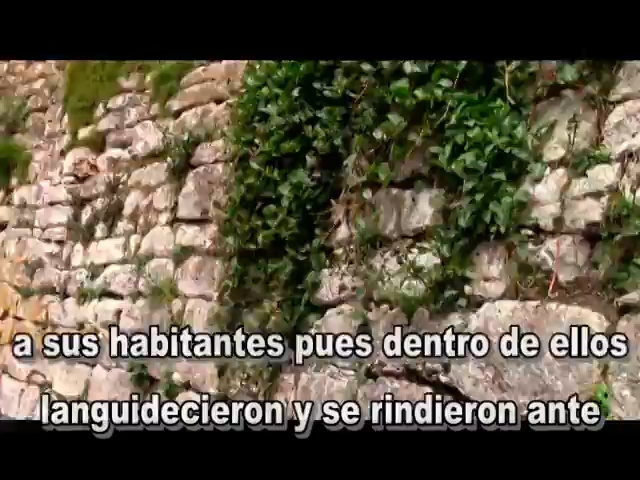 a sus habitantes pues dentro de ellos
languidecieron y se rindieron ante